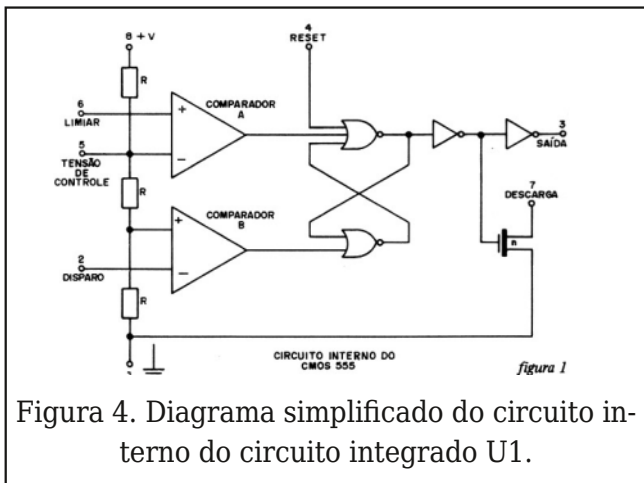 8 + V
4
RESET
R
6
LIMIAR
COMPARADOR
A
+
−
5
TENSÃO
DE
CONTROLE
3
SAÍDA
7
DESCARGA
R
COMPARADOR
B
+
−
n
2
DISPARO
R
CIRCUITO INTERNO DO
CMOS 555
figura 1
Figura 4. Diagrama simplificado do circuito in-
terno do circuito integrado U1.